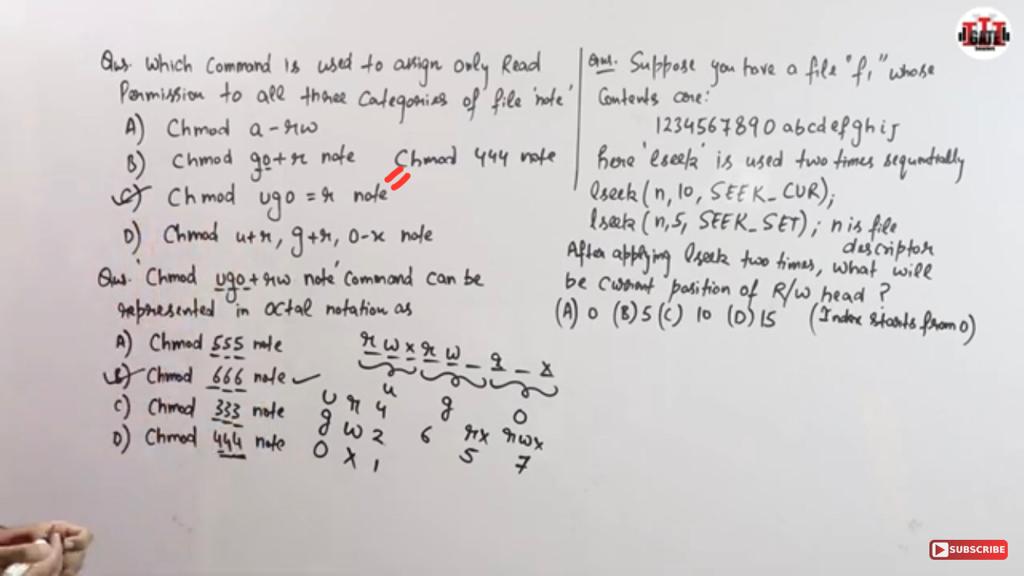 Ques. Which Command is used to assign only Read
Permission to all three Categories of file 'note'
A) Chmod a-rw
B) Chmod go+r note Chmod 444 note
C) Chmod ugo = r note
D) Chmod u+r, g+r, o-x note
Ques. 'Chmod ugo+rw note' Command can be
represented in octal notation as
A) Chmod 555 note
B) Chmod 666 note
C) Chmod 333 note
D) Chmod 444 note
r w x r w - r - x
u g o
u r 4
g w 2 6 rx rwx
o x 1 5 7
Ques. Suppose you have a file "f1" whose
Contents are:
1234567890abcdefghij
here 'lseek' is used two times sequentially
lseek(n, 10, SEEK_CUR);
lseek(n, 5, SEEK_SET); n is file
descriptor
After applying lseek two times, what will
be current position of R/W head?
(A) 0 (B) 5 (C) 10 (D) 15 (Index starts from 0)
GATE
SUBSCRIBE